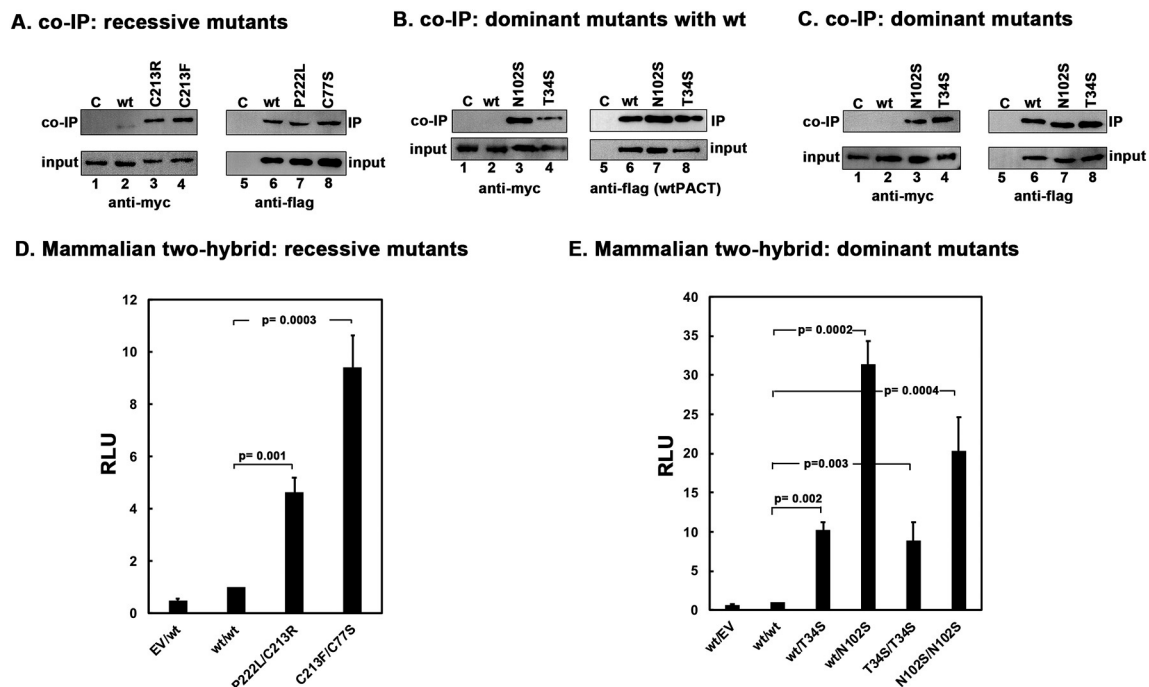 A. co-IP: recessive mutants
C wt C213R C213F
co-IP
input
1 2 3 4
anti-myc
wt P222L C77S
IP
input
5 6 7 8
anti-flag
B. co-IP: dominant mutants with wt
C wt N102S T34S
co-IP
input
1 2 3 4
anti-myc
C wt N102S T34S
IP
input
5 6 7 8
anti-flag (wtPACT)
C. co-IP: dominant mutants
C wt N102S T34S
co-IP
input
1 2 3 4
anti-myc
C wt N102S T34S
IP
input
5 6 7 8
anti-flag
D. Mammalian two-hybrid: recessive mutants
12
10
8
6
4
2
0
RLU
p= 0.0003
p= 0.001
EV/wt
wt/wt
P222L/C213R
C213F/C77S
E. Mammalian two-hybrid: dominant mutants
40
35
30
25
20
15
10
5
0
RLU
p= 0.0002
p= 0.0004
p=0.003
p= 0.002
wt/EV
wt/wt
wt/T34S
wt/N102S
T34S/T34S
N102S/N102S